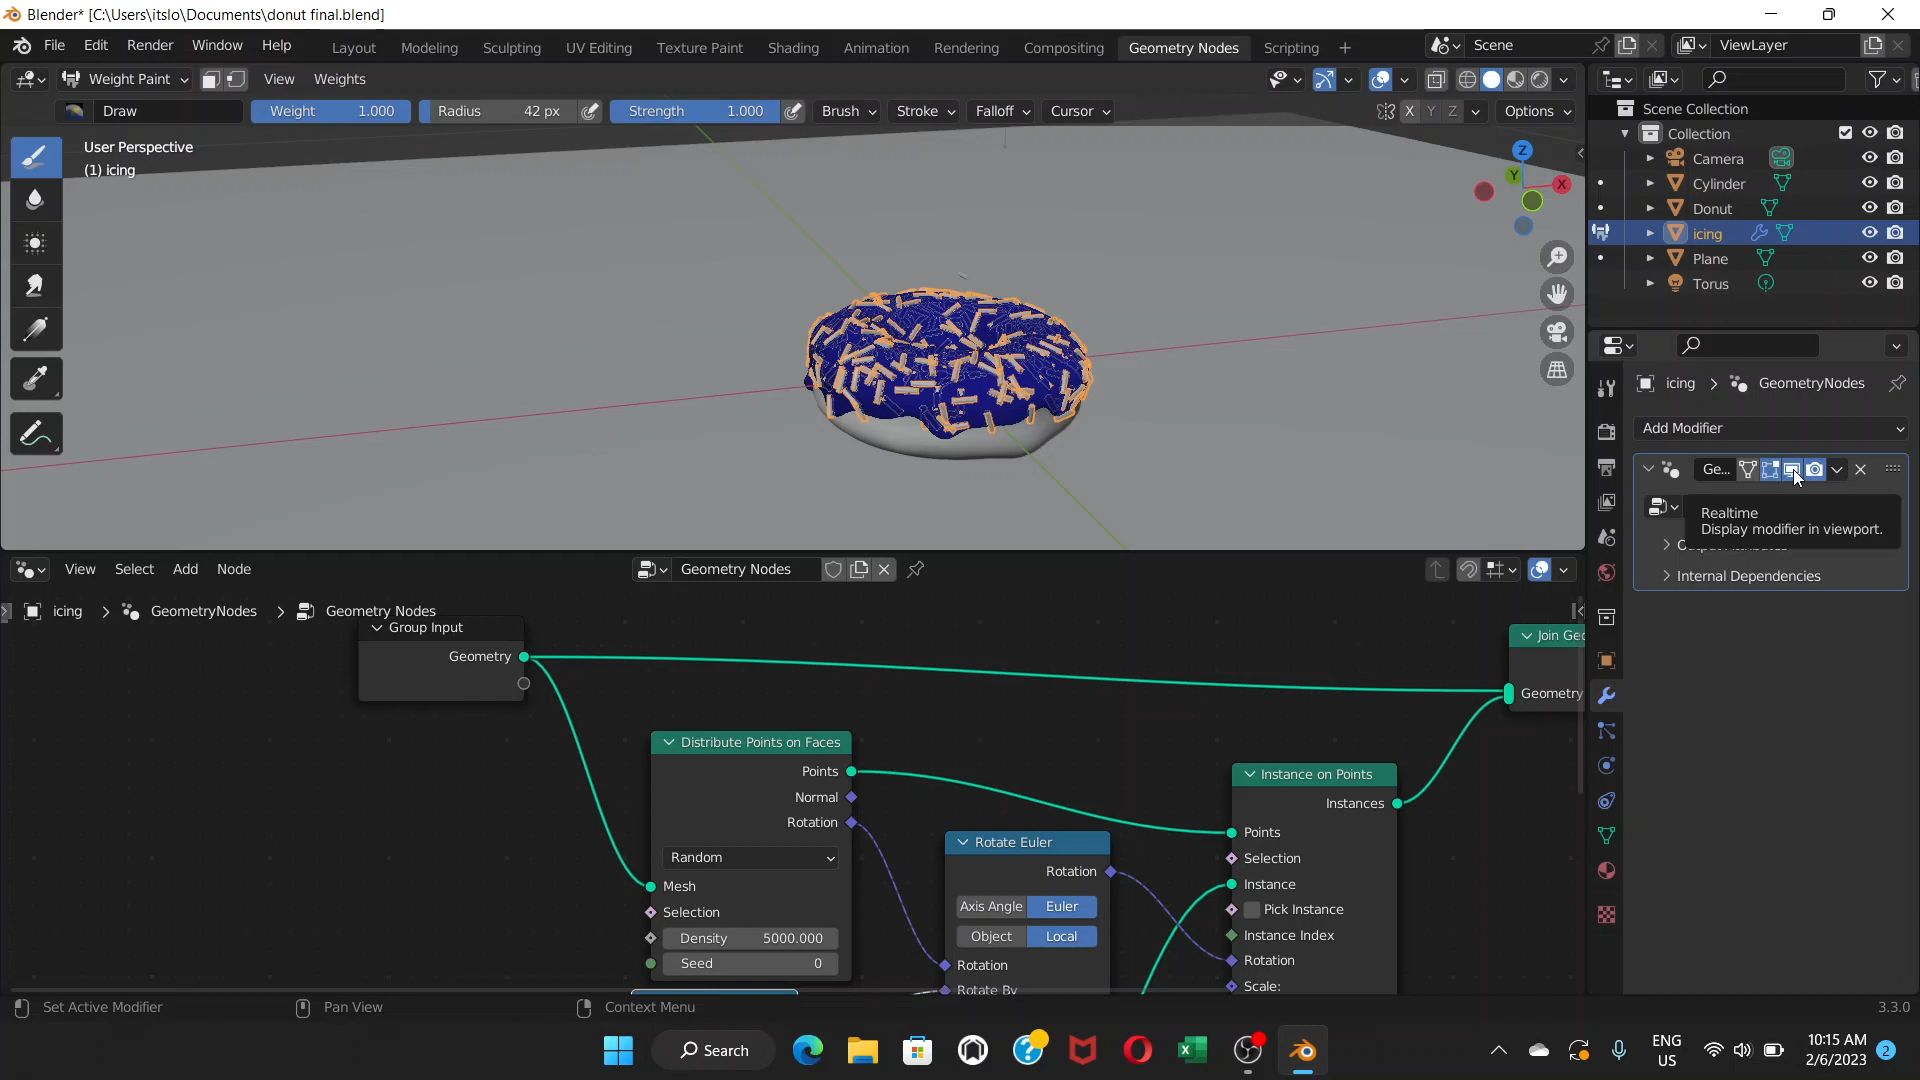 Blender* [C:\Users\itslo\Documents\donut final.blend]
File Edit Render Window Help Layout Modeling Sculpting UV Editing Texture Paint Shading Animation Rendering Compositing Geometry Nodes Scripting + Scene ViewLayer
Weight Paint View Weights
Draw Weight 1.000 Radius 42 px Strength 1.000 Brush Stroke Falloff Cursor X Y Z Options
User Perspective
(1) icing
Z
Y
X
Scene Collection
Collection
Camera
Cylinder
Donut
icing
Plane
Torus
icing > GeometryNodes
Add Modifier
Ge...
Realtime
Display modifier in viewport.
Internal Dependencies
View Select Add Node Geometry Nodes
icing > GeometryNodes > Geometry Nodes
Group Input
Geometry
Join Geo
Geometry
Distribute Points on Faces
Points
Normal
Rotation
Random
Mesh
Selection
Density 5000.000
Seed 0
Rotate Euler
Rotation
Axis Angle Euler
Object Local
Rotation
Rotate By
Instance on Points
Instances
Points
Selection
Instance
Pick Instance
Instance Index
Rotation
Scale:
Set Active Modifier Pan View Context Menu 3.3.0
Search
ENG
US
10:15 AM
2/6/2023
2